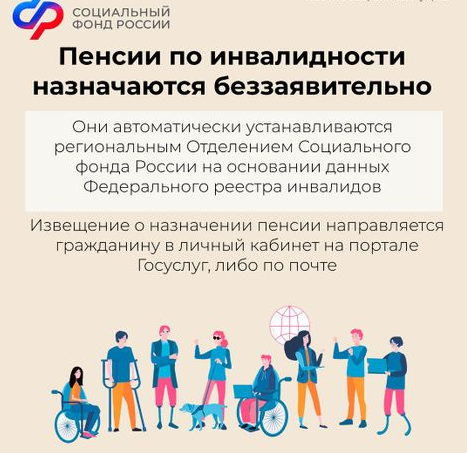 СОЦИАЛЬНЫЙ
ФОНД РОССИИ
Пенсии по инвалидности
назначаются беззаявительно
Они автоматически устанавливаются
региональным Отделением Социального
фонда России на основании данных
Федерального реестра инвалидов
Извещение о назначении пенсии направляется
гражданину в личный кабинет на портале
Госуслуг, либо по почте